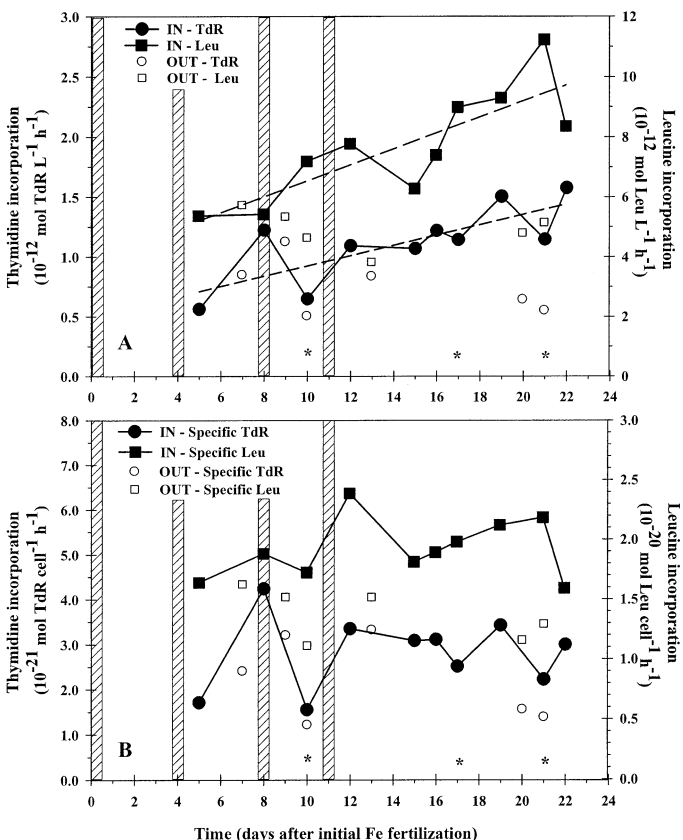 3.0
2.5
2.0
1.5
1.0
0.5
0.0
Thymidine incorporation
(10-12 mol TdR L-1 h-1)
IN - TdR
IN - Leu
OUT - TdR
OUT - Leu
A
* * *
12
10
8
6
4
2
0
Leucine incorporation
(10-12 mol Leu L-1 h-1)
0 2 4 6 8 10 12 14 16 18 20 22 24
8.0
7.0
6.0
5.0
4.0
3.0
2.0
1.0
0.0
Thymidine incorporation
(10-21 mol TdR cell-1 h-1)
IN - Specific TdR
IN - Specific Leu
OUT - Specific TdR
OUT - Specific Leu
B
* * *
3.0
2.5
2.0
1.5
1.0
0.5
0.0
Leucine incorporation
(10-20 mol Leu cell-1 h-1)
0 2 4 6 8 10 12 14 16 18 20 22 24
Time (days after initial Fe fertilization)